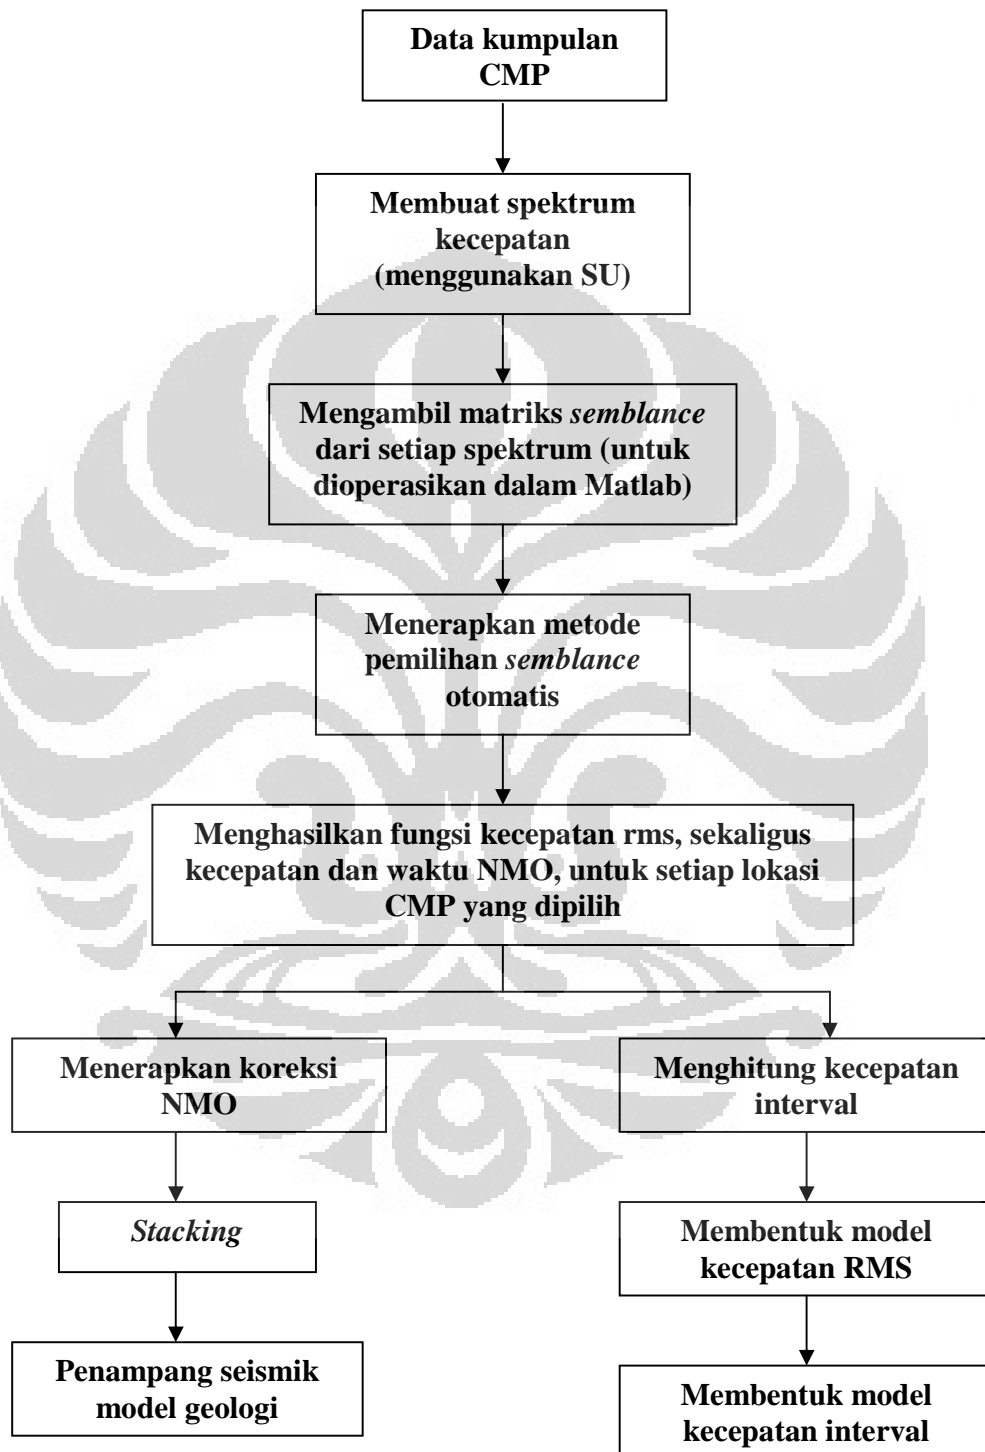 Data kumpulan
CMP
Membuat spektrum
kecepatan
(menggunakan SU)
Mengambil matriks semblance
dari setiap spektrum (untuk
dioperasikan dalam Matlab)
Menerapkan metode
pemilihan semblance
otomatis
Menghasilkan fungsi kecepatan rms, sekaligus
kecepatan dan waktu NMO, untuk setiap lokasi
CMP yang dipilih
Menerapkan koreksi
NMO
Stacking
Penampang seismik
model geologi
Menghitung kecepatan
interval
Membentuk model
kecepatan RMS
Membentuk model
kecepatan interval